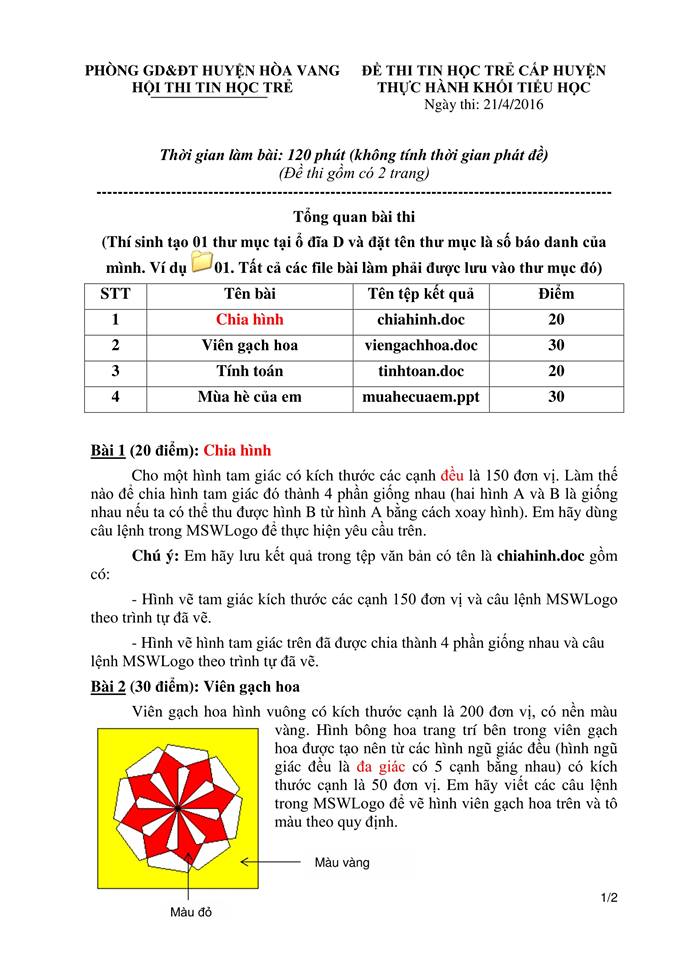 PHÒNG GD&ĐT HUYỆN HÒA VANG
HỘI THI TIN HỌC TRẺ
ĐỀ THI TIN HỌC TRẺ CẤP HUYỆN
THỰC HÀNH KHỐI TIỂU HỌC
Ngày thi: 21/4/2016
Thời gian làm bài: 120 phút (không tính thời gian phát đề)
(Đề thi gồm có 2 trang)
Tổng quan bài thi
(Thí sinh tạo 01 thư mục tại ổ đĩa D và đặt tên thư mục là số báo danh của
mình. Ví dụ 01. Tất cả các file bài làm phải được lưu vào thư mục đó)
STT Tên bài Tên tệp kết quả Điểm
1 Chia hình chiahinh.doc 20
2 Viên gạch hoa viengachhoa.doc 30
3 Tính toán tinhtoan.doc 20
4 Mùa hè của em muahecuaem.ppt 30
Bài 1 (20 điểm): Chia hình
Cho một hình tam giác có kích thước các cạnh đều là 150 đơn vị. Làm thế
nào để chia hình tam giác đó thành 4 phần giống nhau (hai hình A và B là giống
nhau nếu ta có thể thu được hình B từ hình A bằng cách xoay hình). Em hãy dùng
câu lệnh trong MSWLogo để thực hiện yêu cầu trên.
Chú ý: Em hãy lưu kết quả trong tệp văn bản có tên là chiahinh.doc gồm
có:
- Hình vẽ tam giác kích thước các cạnh 150 đơn vị và câu lệnh MSWLogo
theo trình tự đã vẽ.
- Hình vẽ hình tam giác trên đã được chia thành 4 phần giống nhau và câu
lệnh MSWLogo theo trình tự đã vẽ.
Bài 2 (30 điểm): Viên gạch hoa
Viên gạch hoa hình vuông có kích thước cạnh là 200 đơn vị, có nền màu
vàng. Hình bông hoa trang trí bên trong viên gạch
hoa được tạo nên từ các hình ngũ giác đều (hình ngũ
giác đều là đa giác có 5 cạnh bằng nhau) có kích
thước cạnh là 50 đơn vị. Em hãy viết các câu lệnh
trong MSWLogo để vẽ hình viên gạch hoa trên và tô
màu theo quy định.
Màu vàng
Màu đỏ
1/2